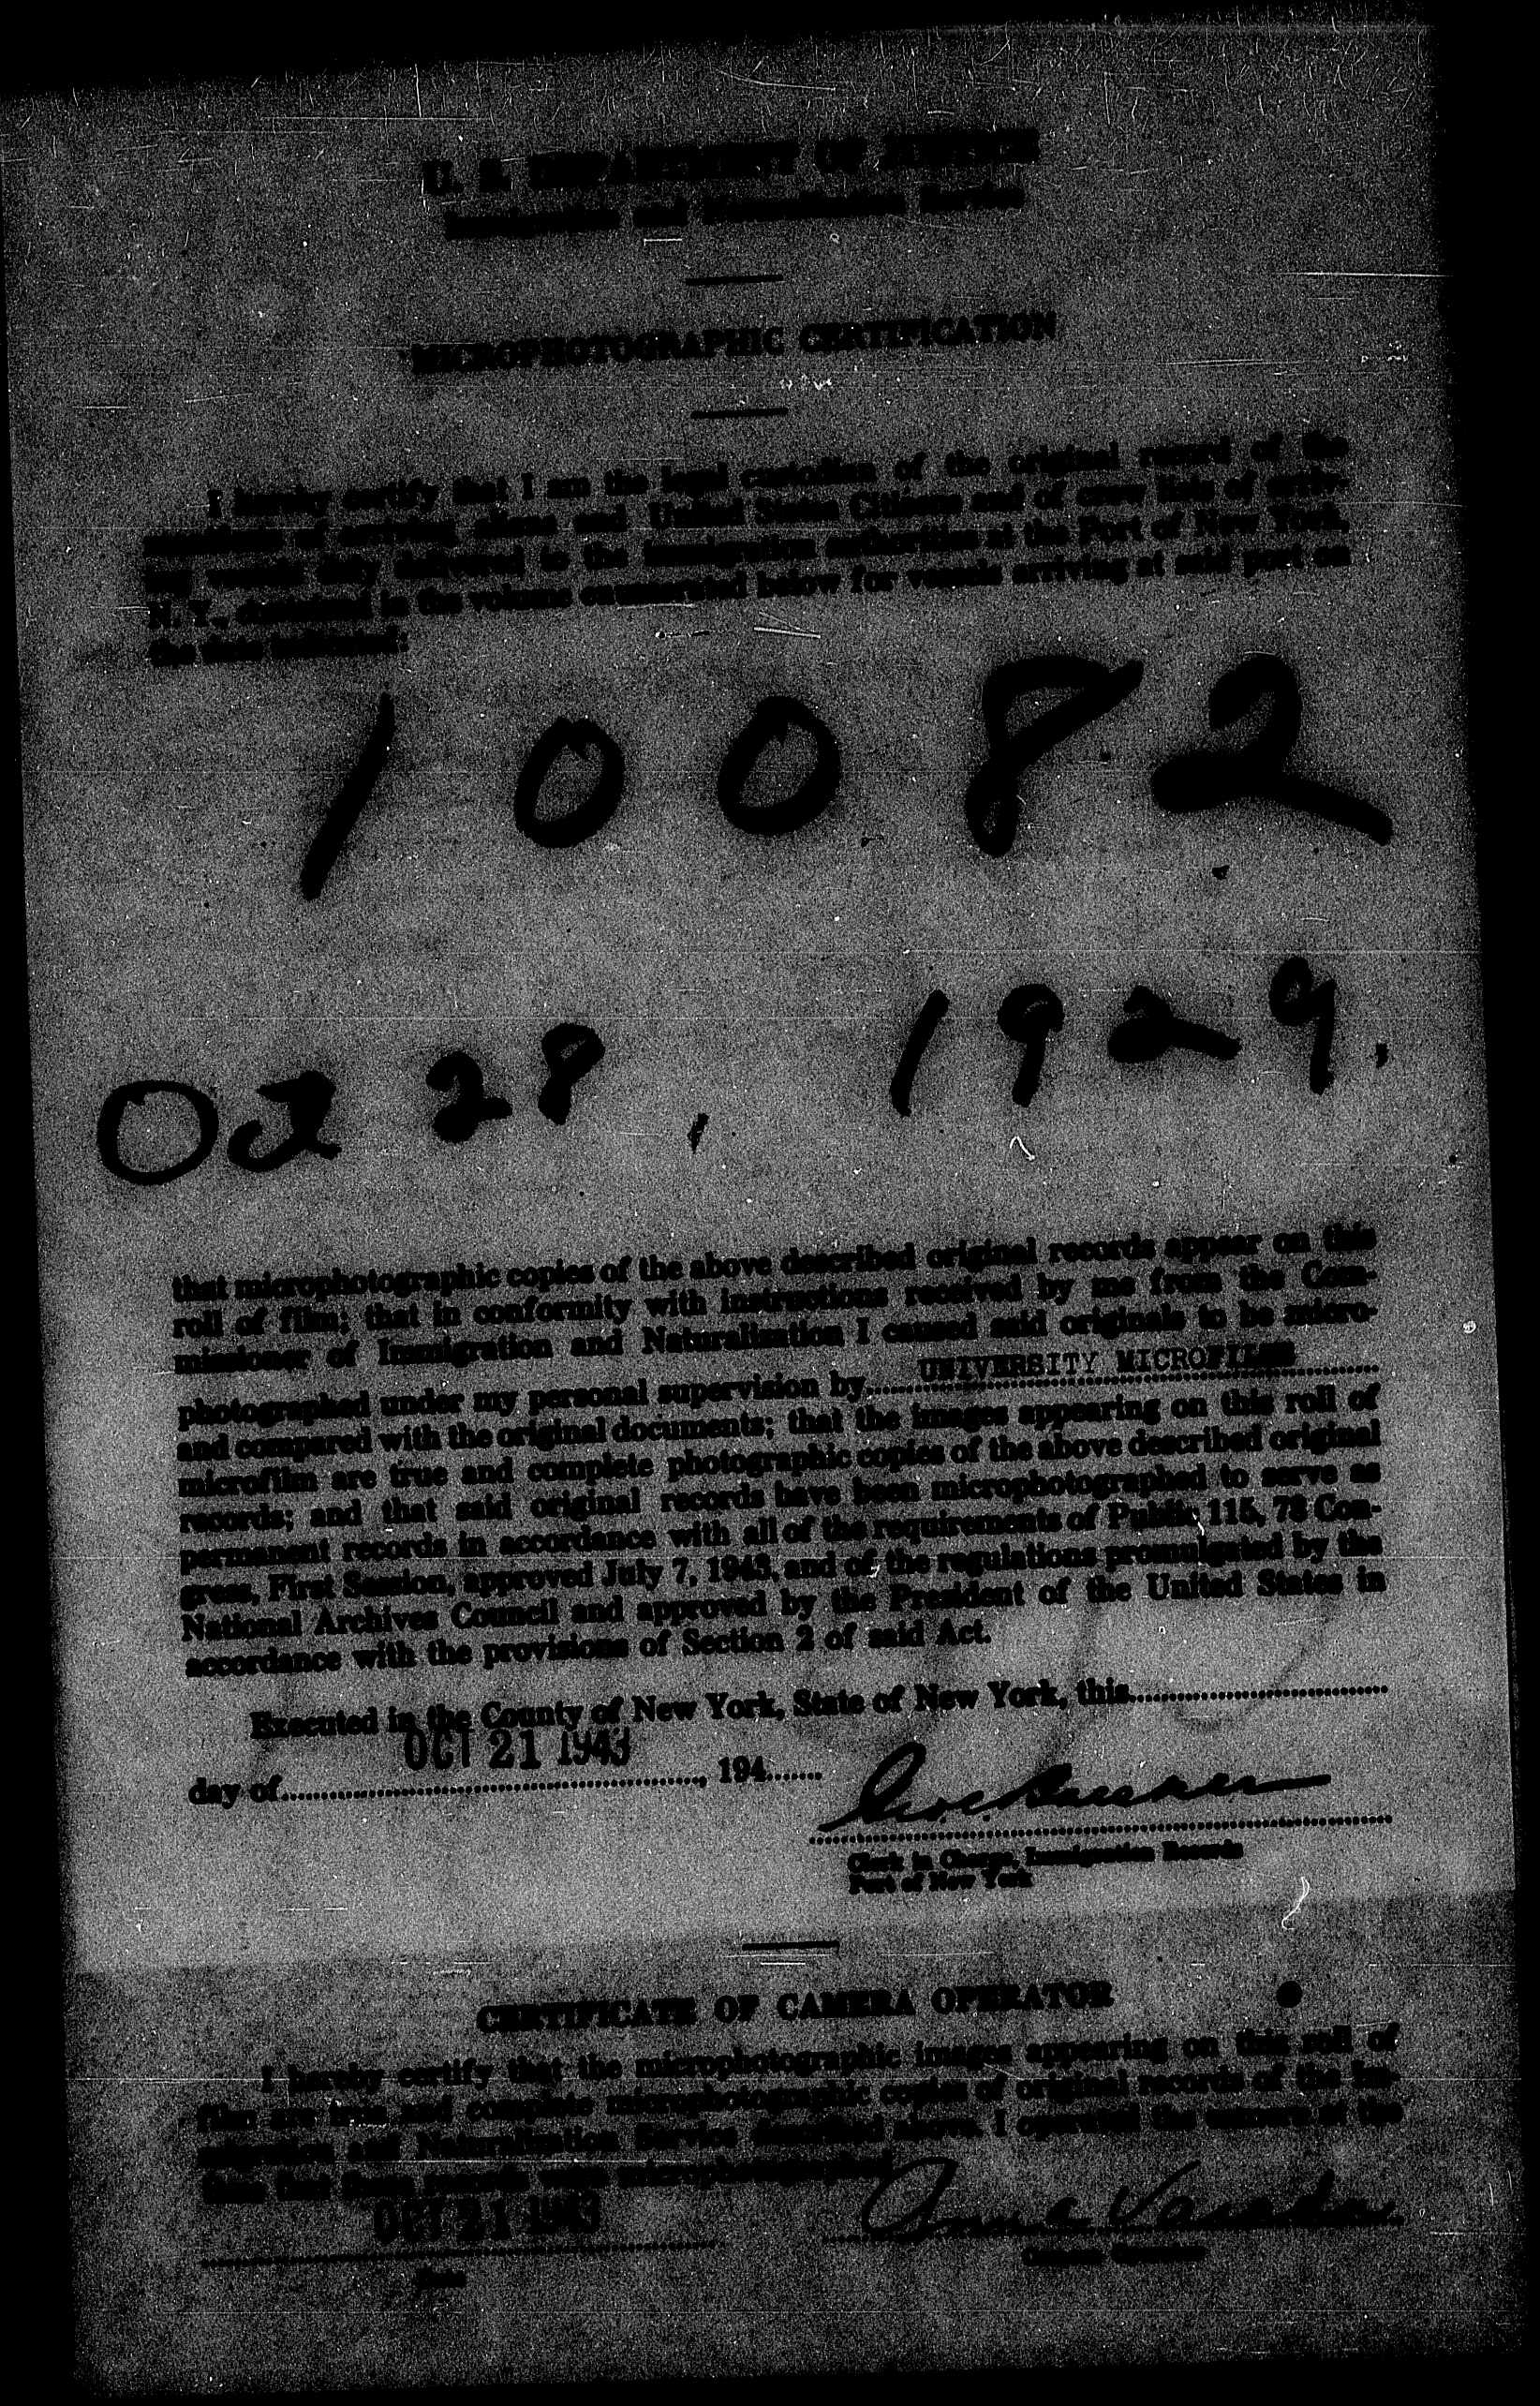 U. S. DEPARTMENT OF JUSTICE
Immigration and Naturalization Service
MICROPHOTOGRAPHIC CERTIFICATION
I hereby certify that I am the legal custodian of the original record of the
manifests of arriving aliens and United States Citizens and of crew lists of arriv-
ing vessels duly delivered to the immigration authorities at the Port of New York,
N. Y., contained in the volume enumerated below for vessels arriving at said port on
the date indicated:
10082
Oct 28, 1929,
that microphotographic copies of the above described original records appear on this
roll of film; that in conformity with instructions received by me from the Com-
missioner of Immigration and Naturalization I caused said originals to be micro-
photographed under my personal supervision by UNIVERSITY MICROFILMS
and compared with the original documents; that the images appearing on this roll of
microfilm are true and complete photographic copies of the above described original
records; and that said original records have been microphotographed to serve as
permanent records in accordance with all of the requirements of Public 115, 78 Con-
gress, First Session, approved July 7, 1943, and of the regulations promulgated by the
National Archives Council and approved by the President of the United States in
accordance with the provisions of Section 2 of said Act.
Executed in the County of New York, State of New York, this
OCT 21 1943
day of , 194
Clerk in Charge, Immigration Records
Port of New York
CERTIFICATE OF CAMERA OPERATOR
I hereby certify that the microphotographic images appearing on this roll of
film are true and complete microphotographic copies of original records of the Im-
migration and Naturalization Service described above. I operated the camera at the
time that these records were microphotographed.
OCT 21 1943
Date
Camera Operator